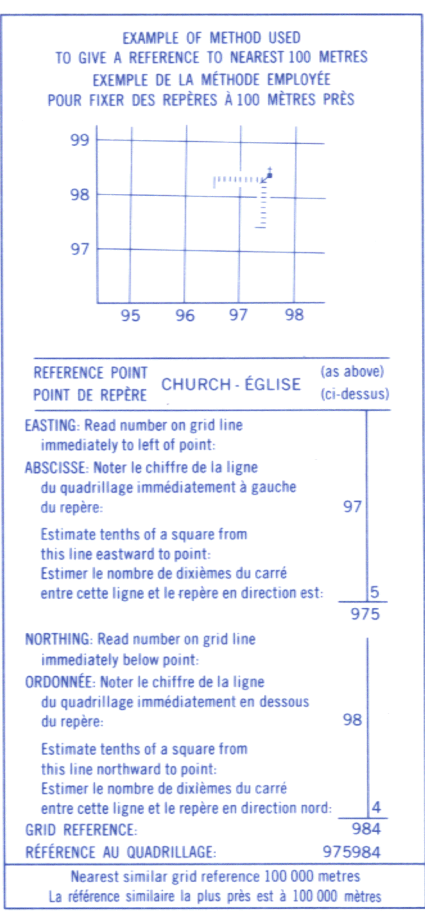 EXAMPLE OF METHOD USED
TO GIVE A REFERENCE TO NEAREST 100 METRES
EXEMPLE DE LA MÉTHODE EMPLOYÉE
POUR FIXER DES REPÈRES À 100 MÈTRES PRÈS
99
98
97
95 96 97 98
REFERENCE POINT
POINT DE REPÈRE
CHURCH - ÉGLISE
(as above)
(ci-dessus)
EASTING: Read number on grid line
immediately to left of point:
ABSCISSE: Noter le chiffre de la ligne
du quadrillage immédiatement à gauche
du repère: 97
Estimate tenths of a square from
this line eastward to point:
Estimer le nombre de dixièmes du carré
entre cette ligne et le repère en direction est: 5
975
NORTHING: Read number on grid line
immediately below point:
ORDONNÉE: Noter le chiffre de la ligne
du quadrillage immédiatement en dessous
du repère: 98
Estimate tenths of a square from
this line northward to point:
Estimer le nombre de dixièmes du carré
entre cette ligne et le repère en direction nord: 4
GRID REFERENCE: 984
RÉFÉRENCE AU QUADRILLAGE: 975984
Nearest similar grid reference 100 000 metres
La référence similaire la plus près est à 100 000 mètres